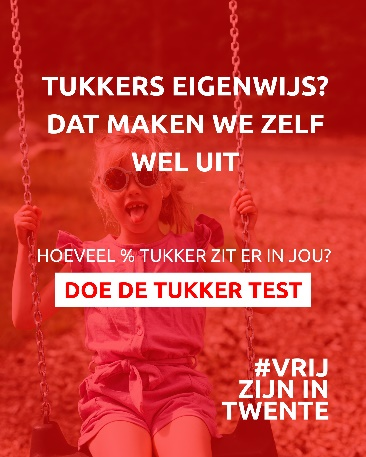 TUKKERS EIGENWIJS?
DAT MAKEN WE ZELF
WEL UIT
HOEVEEL % TUKKER ZIT ER IN JOU?
DOE DE TUKKER TEST
#VRIJ
ZIJN IN
TWENTE